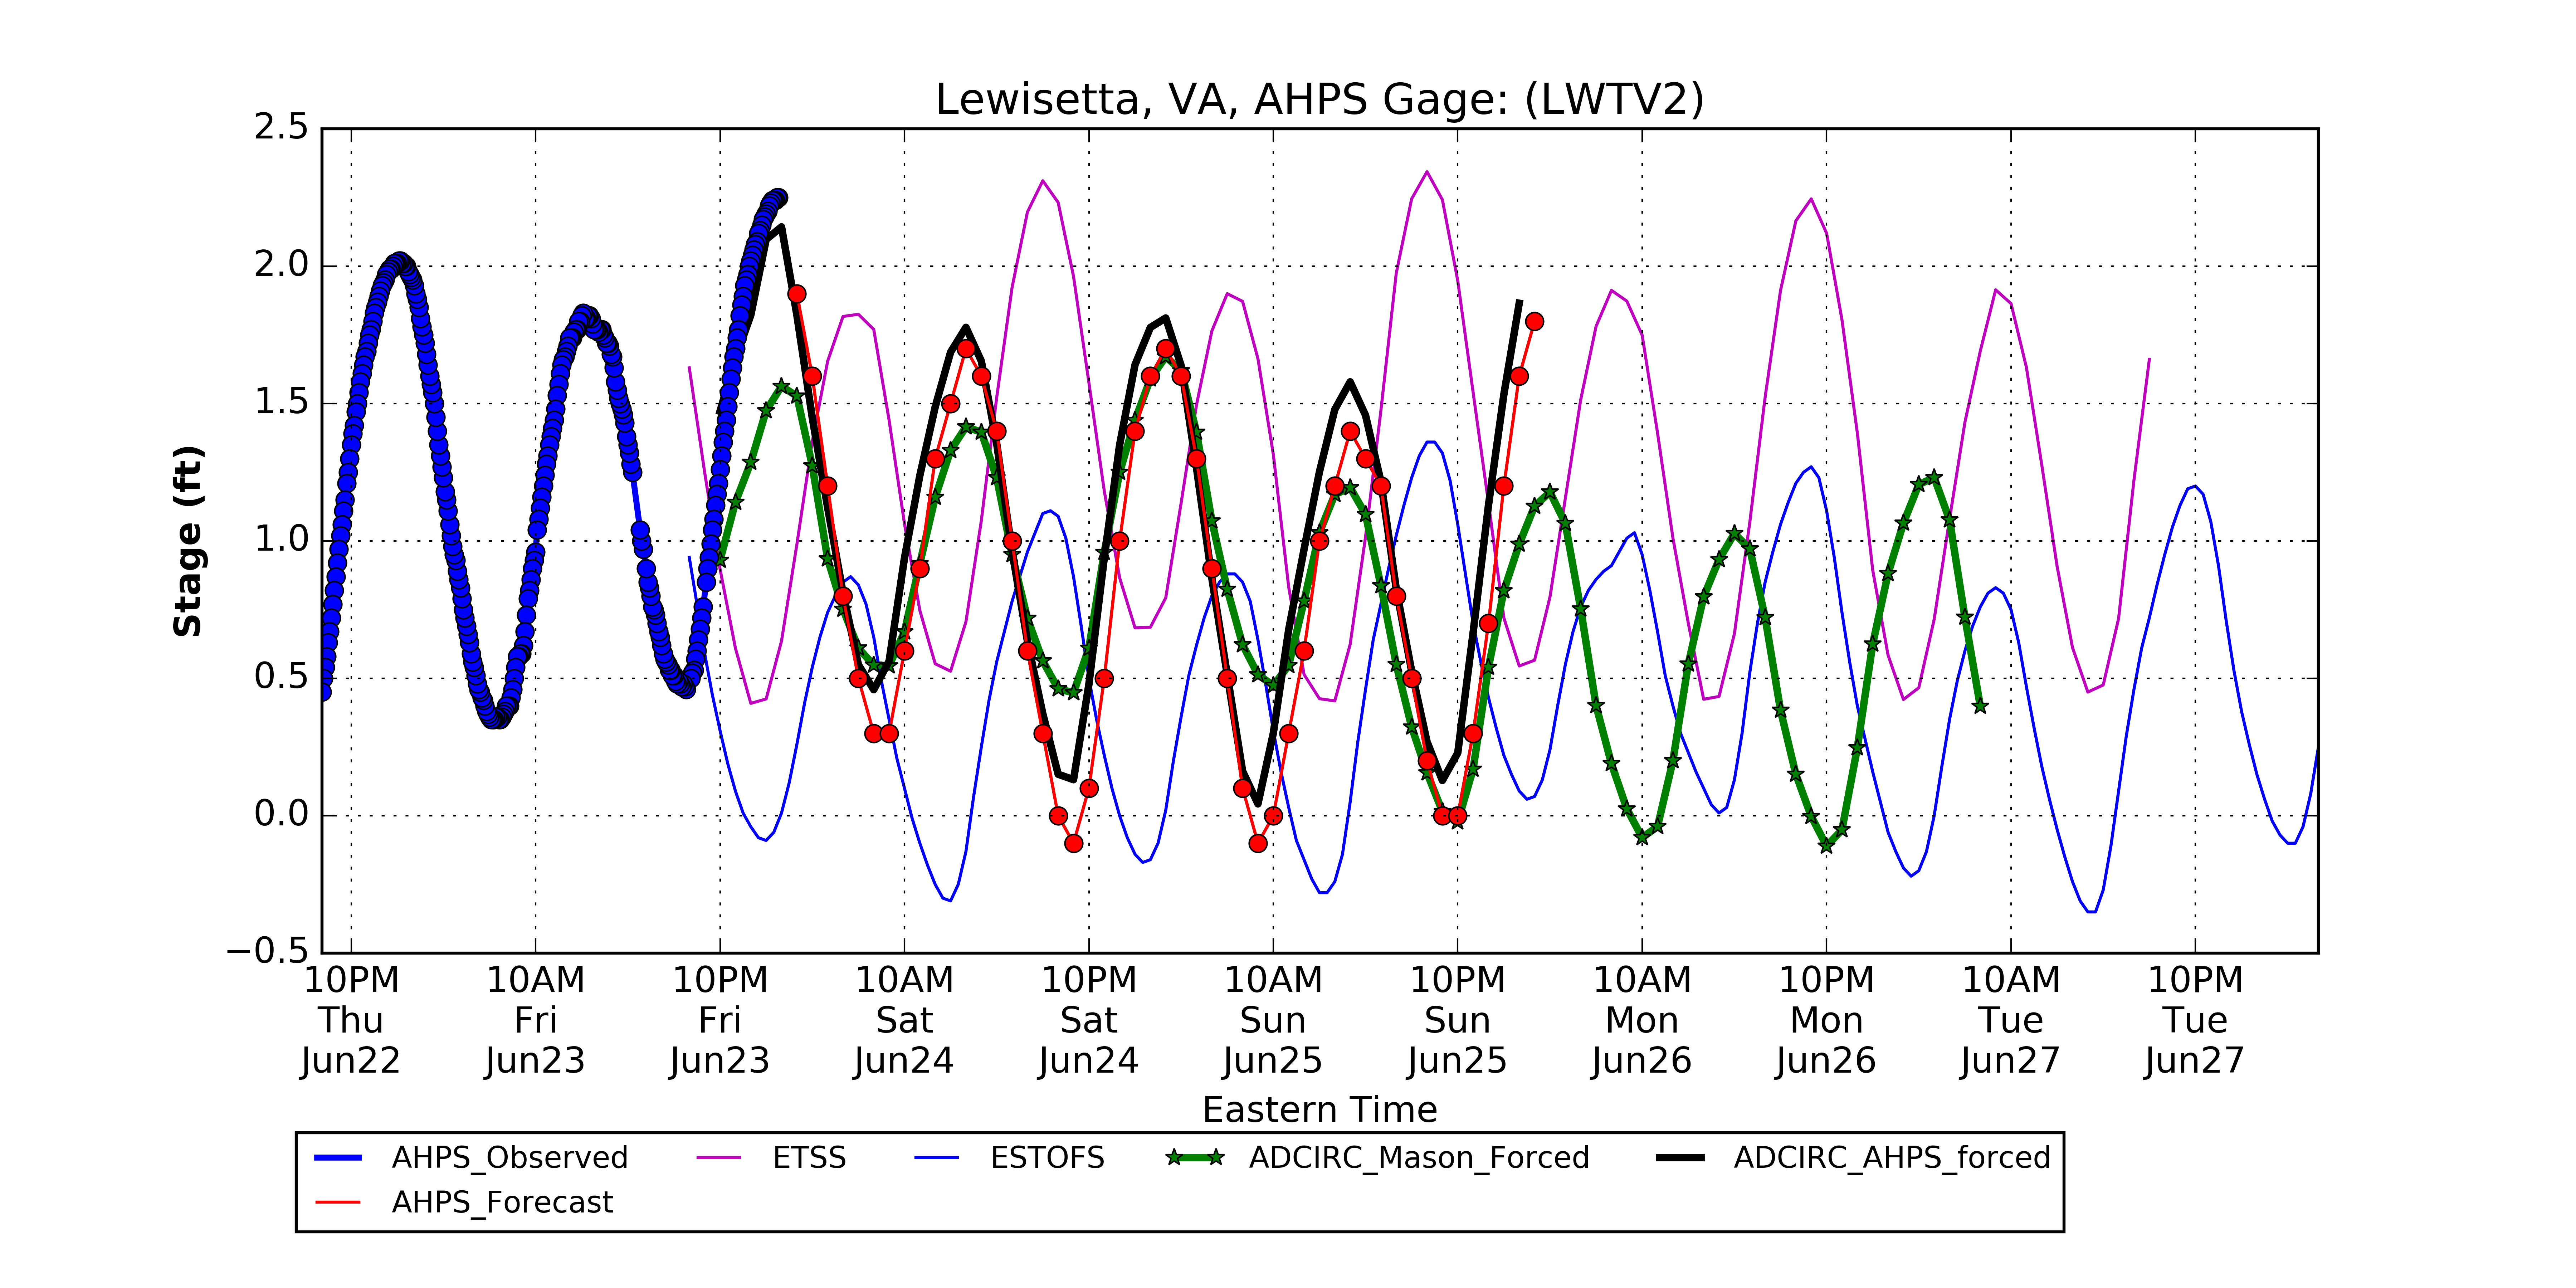 Lewisetta, VA, AHPS Gage: (LWTV2)
2.5
2.0
1.5
1.0
0.5
0.0
−0.5
Stage (ft)
10PM 10AM 10PM 10AM 10PM 10AM 10PM 10AM 10PM 10AM 10PM
Thu Fri Fri Sat Sat Sun Sun Mon Mon Tue Tue
Jun22 Jun23 Jun23 Jun24 Jun24 Jun25 Jun25 Jun26 Jun26 Jun27 Jun27
Eastern Time
AHPS_Observed ETSS ESTOFS ADCIRC_Mason_Forced ADCIRC_AHPS_forced
AHPS_Forecast